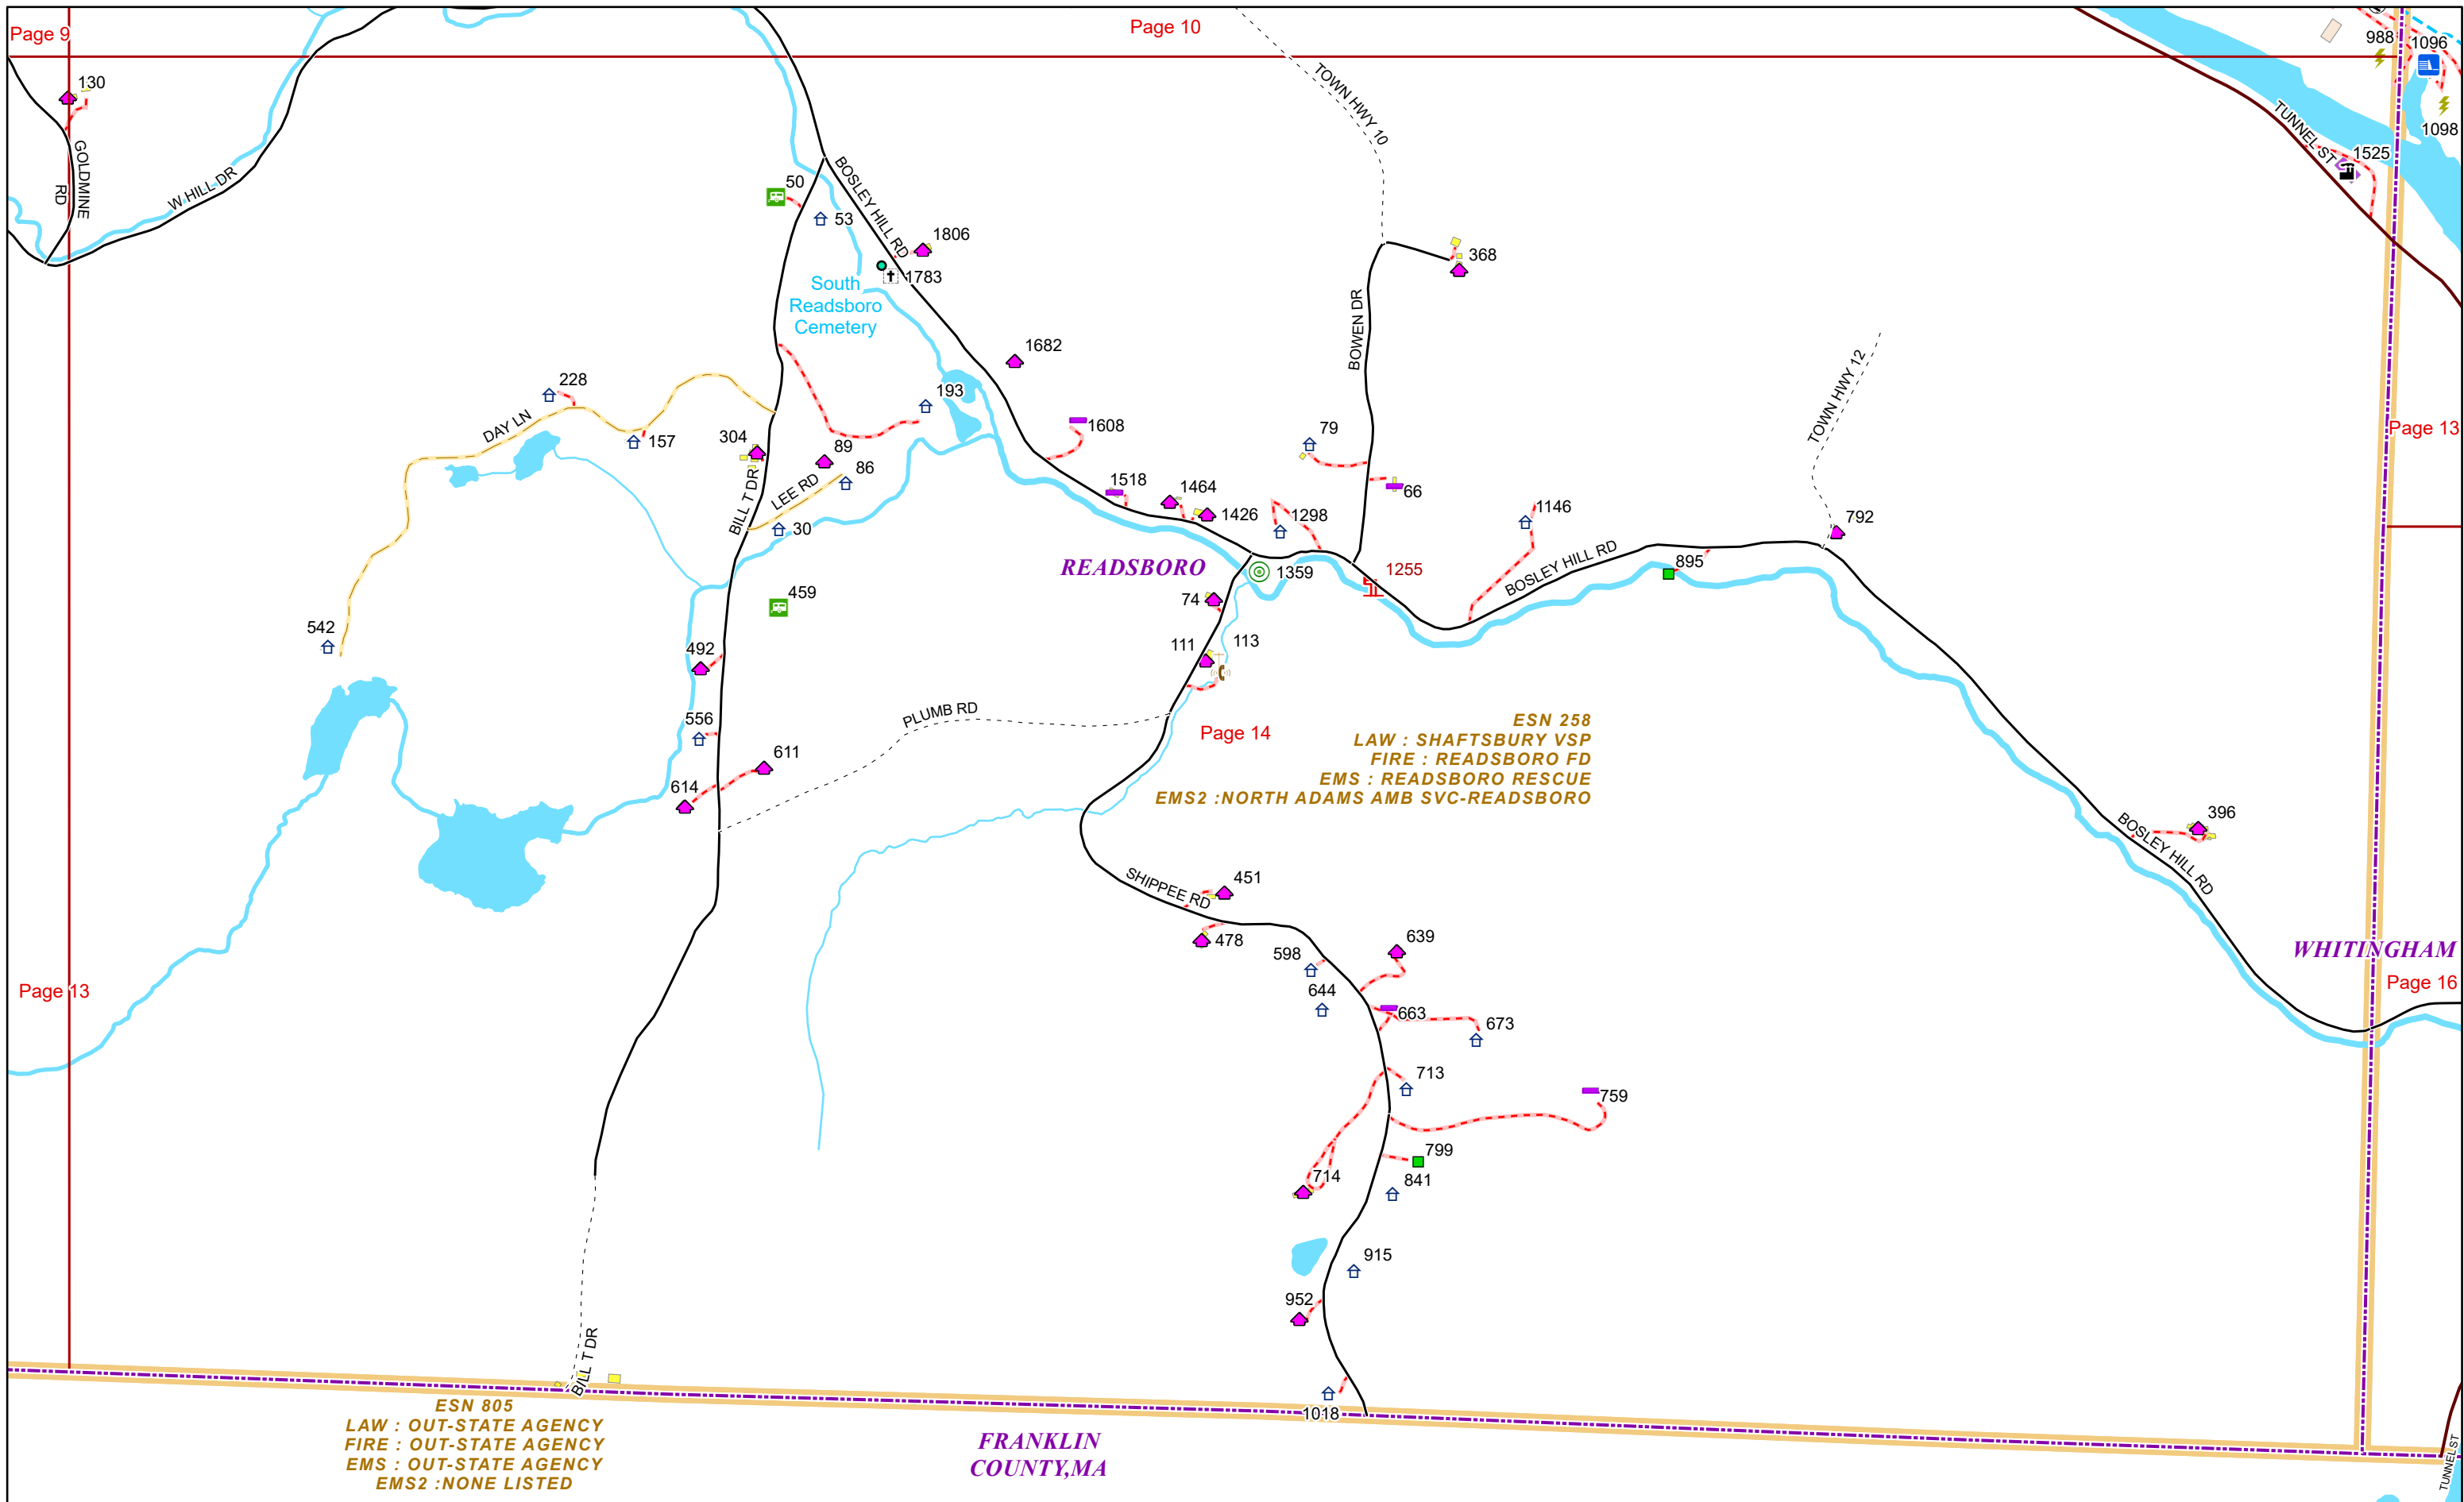 Page 9
Page 10
988
1096
130
TOWN HWY 10
TUNNEL ST
1098
1525
GOLDMINE
RD
W HILL DR
BOSLEY HILL RD
50
53
1806
1783
368
South
Readsboro
Cemetery
BOWEN DR
1682
TOWN HWY 12
228
193
DAY LN
157
304
89
86
1608
79
Page 13
LEE RD
BILL T DR
30
1518
1464
1426
1298
66
1146
792
READSBORO
1359
1255
BOSLEY HILL RD
895
459
74
542
492
111
113
556
PLUMB RD
Page 14
ESN 258
LAW : SHAFTSBURY VSP
FIRE : READSBORO FD
EMS : READSBORO RESCUE
EMS2 :NORTH ADAMS AMB SVC-READSBORO
611
614
396
BOSLEY HILL RD
SHIPPEE RD
451
478
639
598
WHITINGHAM
Page 13
Page 16
644
663
673
713
759
799
714
841
915
952
BILL T DR
1018
ESN 805
LAW : OUT-STATE AGENCY
FIRE : OUT-STATE AGENCY
EMS : OUT-STATE AGENCY
EMS2 :NONE LISTED
FRANKLIN
COUNTY,MA
TUNNEL ST